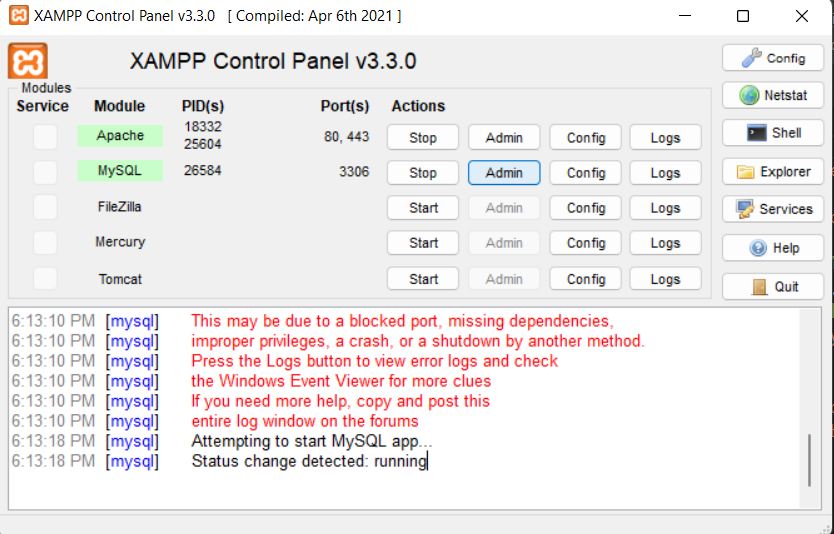 XAMPP Control Panel v3.3.0 [ Compiled: Apr 6th 2021 ]
XAMPP Control Panel v3.3.0
Config
Modules
Service Module PID(s) Port(s) Actions
Netstat
Apache 18332 25604 80, 443 Stop Admin Config Logs
Shell
MySQL 26584 3306 Stop Admin Config Logs
Explorer
FileZilla Start Admin Config Logs
Services
Mercury Start Admin Config Logs
Help
Tomcat Start Admin Config Logs
Quit
6:13:10 PM [mysql] This may be due to a blocked port, missing dependencies,
6:13:10 PM [mysql] improper privileges, a crash, or a shutdown by another method.
6:13:10 PM [mysql] Press the Logs button to view error logs and check
6:13:10 PM [mysql] the Windows Event Viewer for more clues
6:13:10 PM [mysql] If you need more help, copy and post this
6:13:10 PM [mysql] entire log window on the forums
6:13:18 PM [mysql] Attempting to start MySQL app...
6:13:18 PM [mysql] Status change detected: running